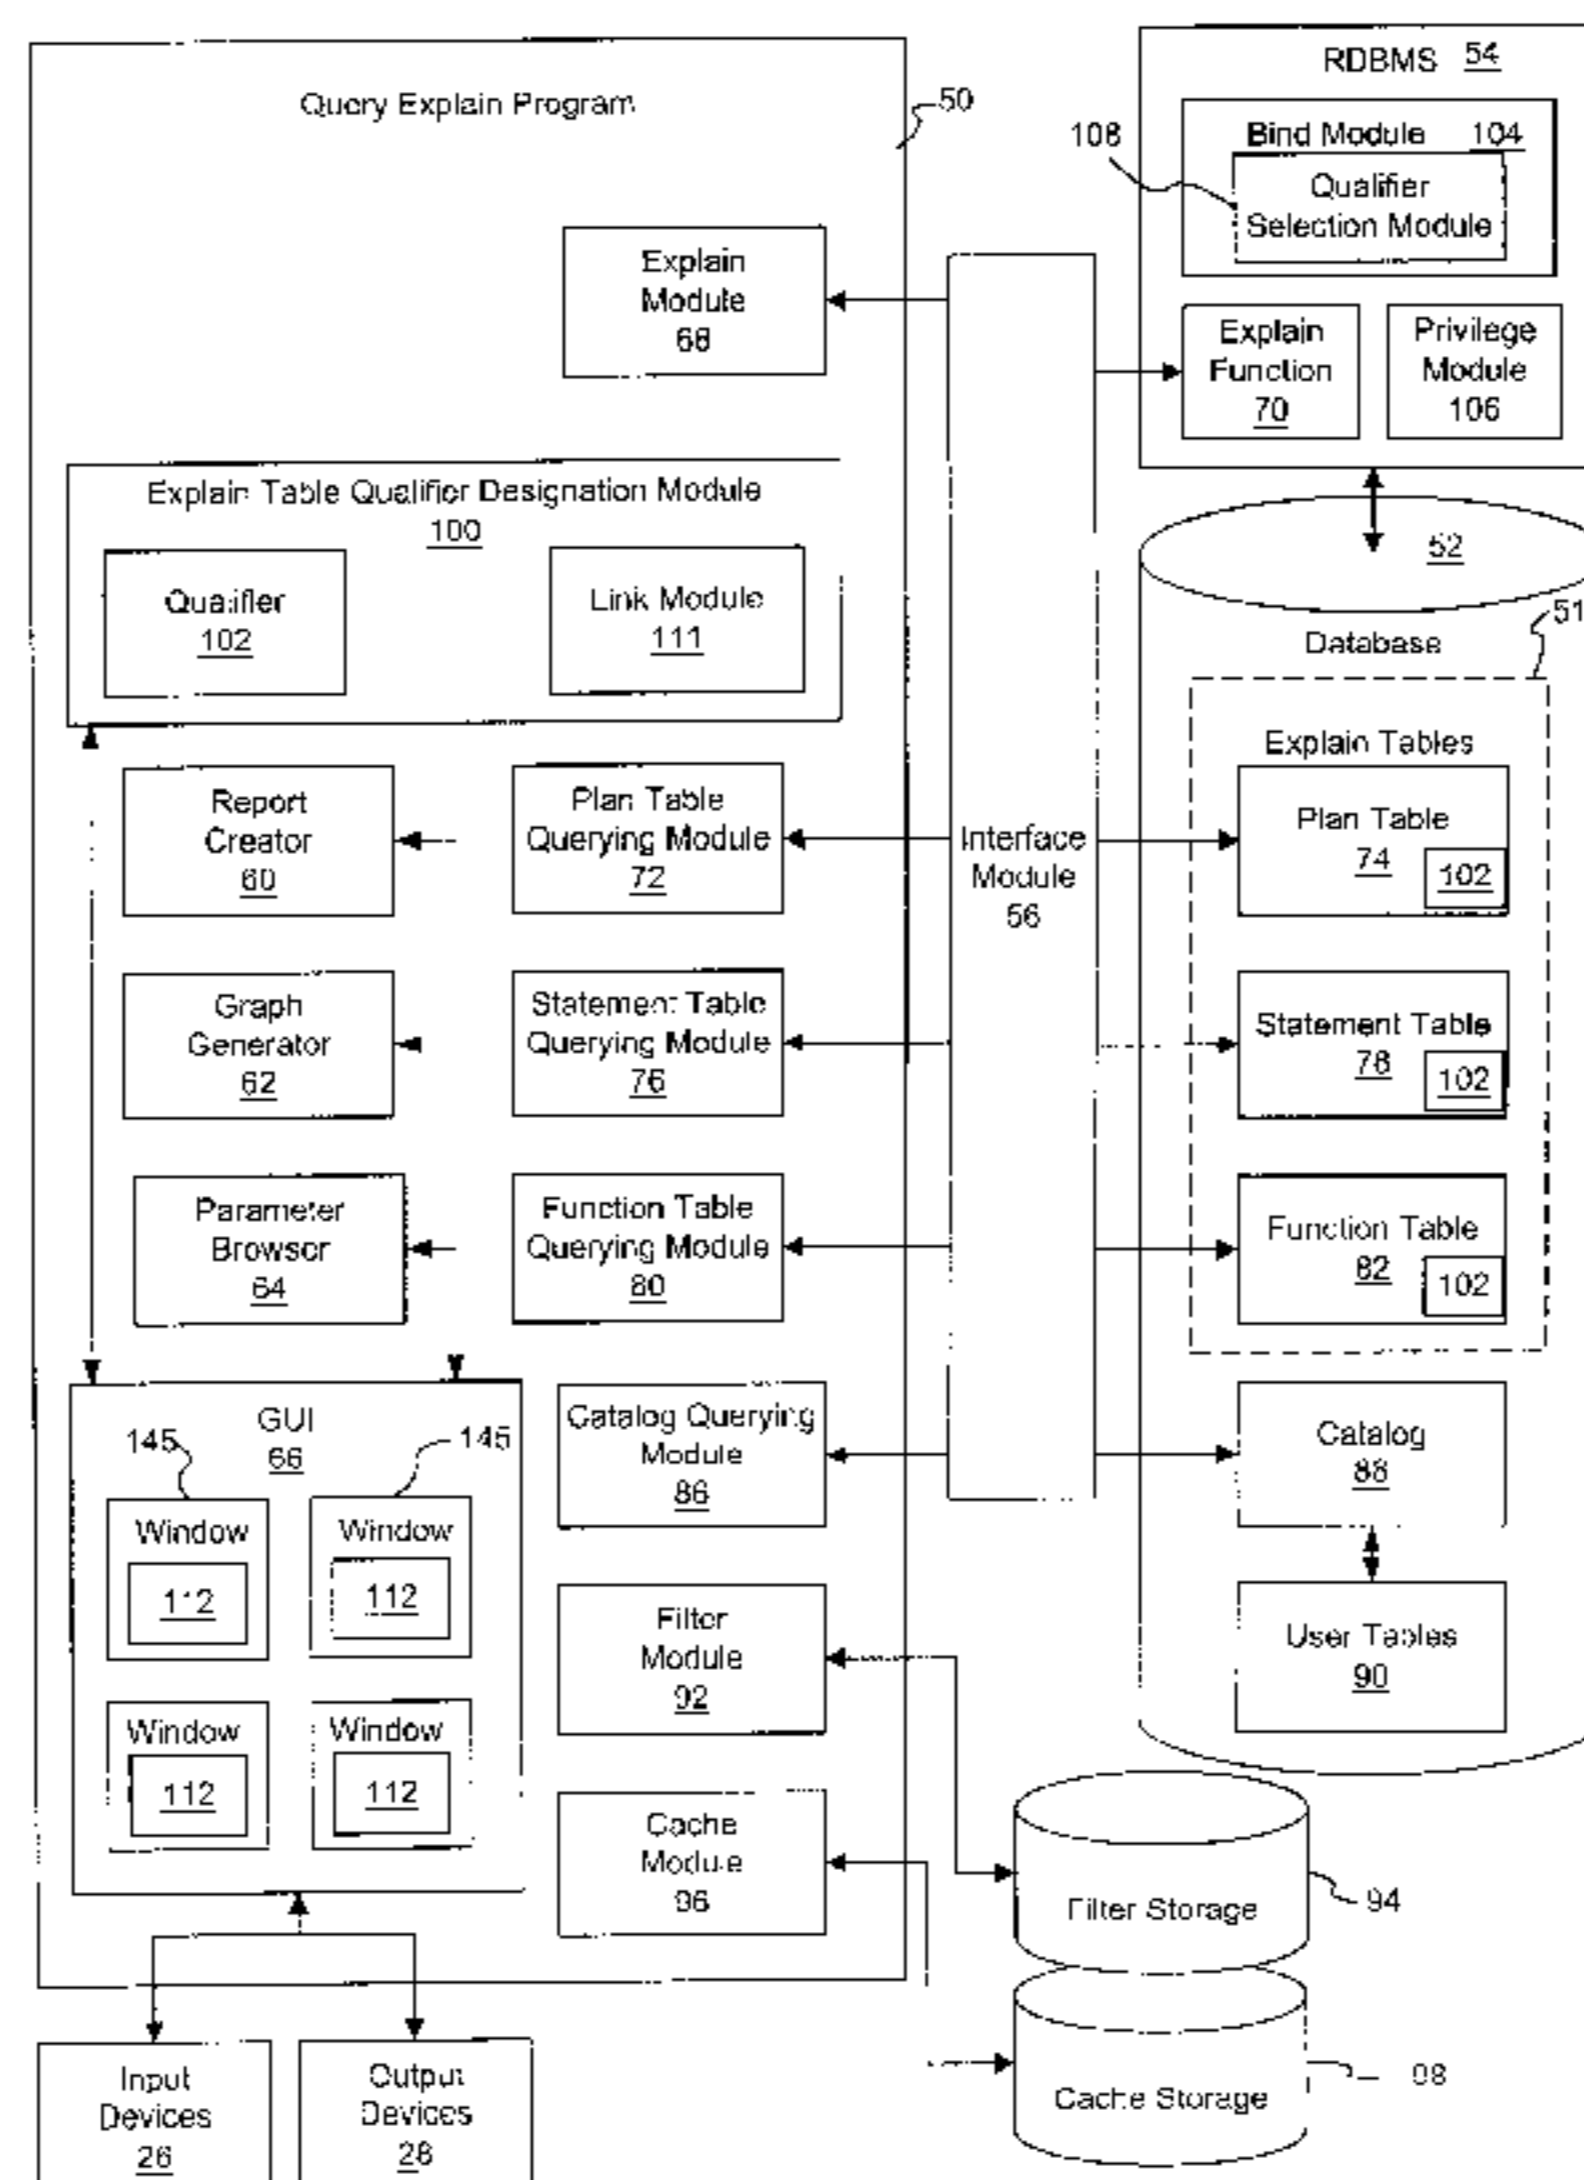 Query Explain Program
50
Explain
Module
68
Explain Table Qualifier Designation Module
100
Qualifier
102
Link Module
111
Report
Creator
60
Plan Table
Querying Module
72
Graph
Generator
62
Statement Table
Querying Module
76
Parameter
Browser
64
Function Table
Querying Module
80
GUI
66
145
145
Window
112
Window
112
Window
112
Window
112
Catalog Querying
Module
86
Filter
Module
92
Cache
Module
96
Input
Devices
26
Output
Devices
28
Interface
Module
56
RDBMS 54
Bind Module 104
108
Qualifier
Selection Module
Explain
Function
70
Privilege
Module
106
52
Database
51
Explain Tables
Plan Table
74
102
Statement Table
78
102
Function Table
82
102
Catalog
88
User Tables
90
Filter Storage
94
Cache Storage
98